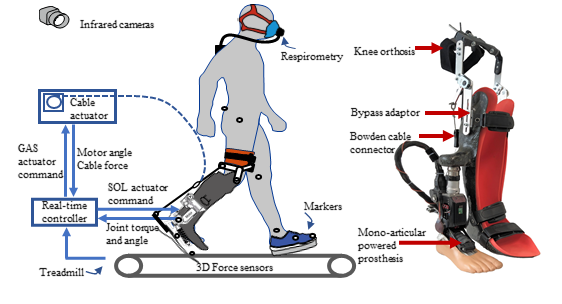 Infrared cameras
Respirometry
Cable
actuator
GAS
actuator
command
Motor angle
Cable force
SOL actuator
command
Real-time
controller
Joint torque
and angle
Markers
Treadmill
3D Force sensors
Knee orthosis
Bypass adaptor
Bowden cable
connector
Mono-articular
powered
prosthesis